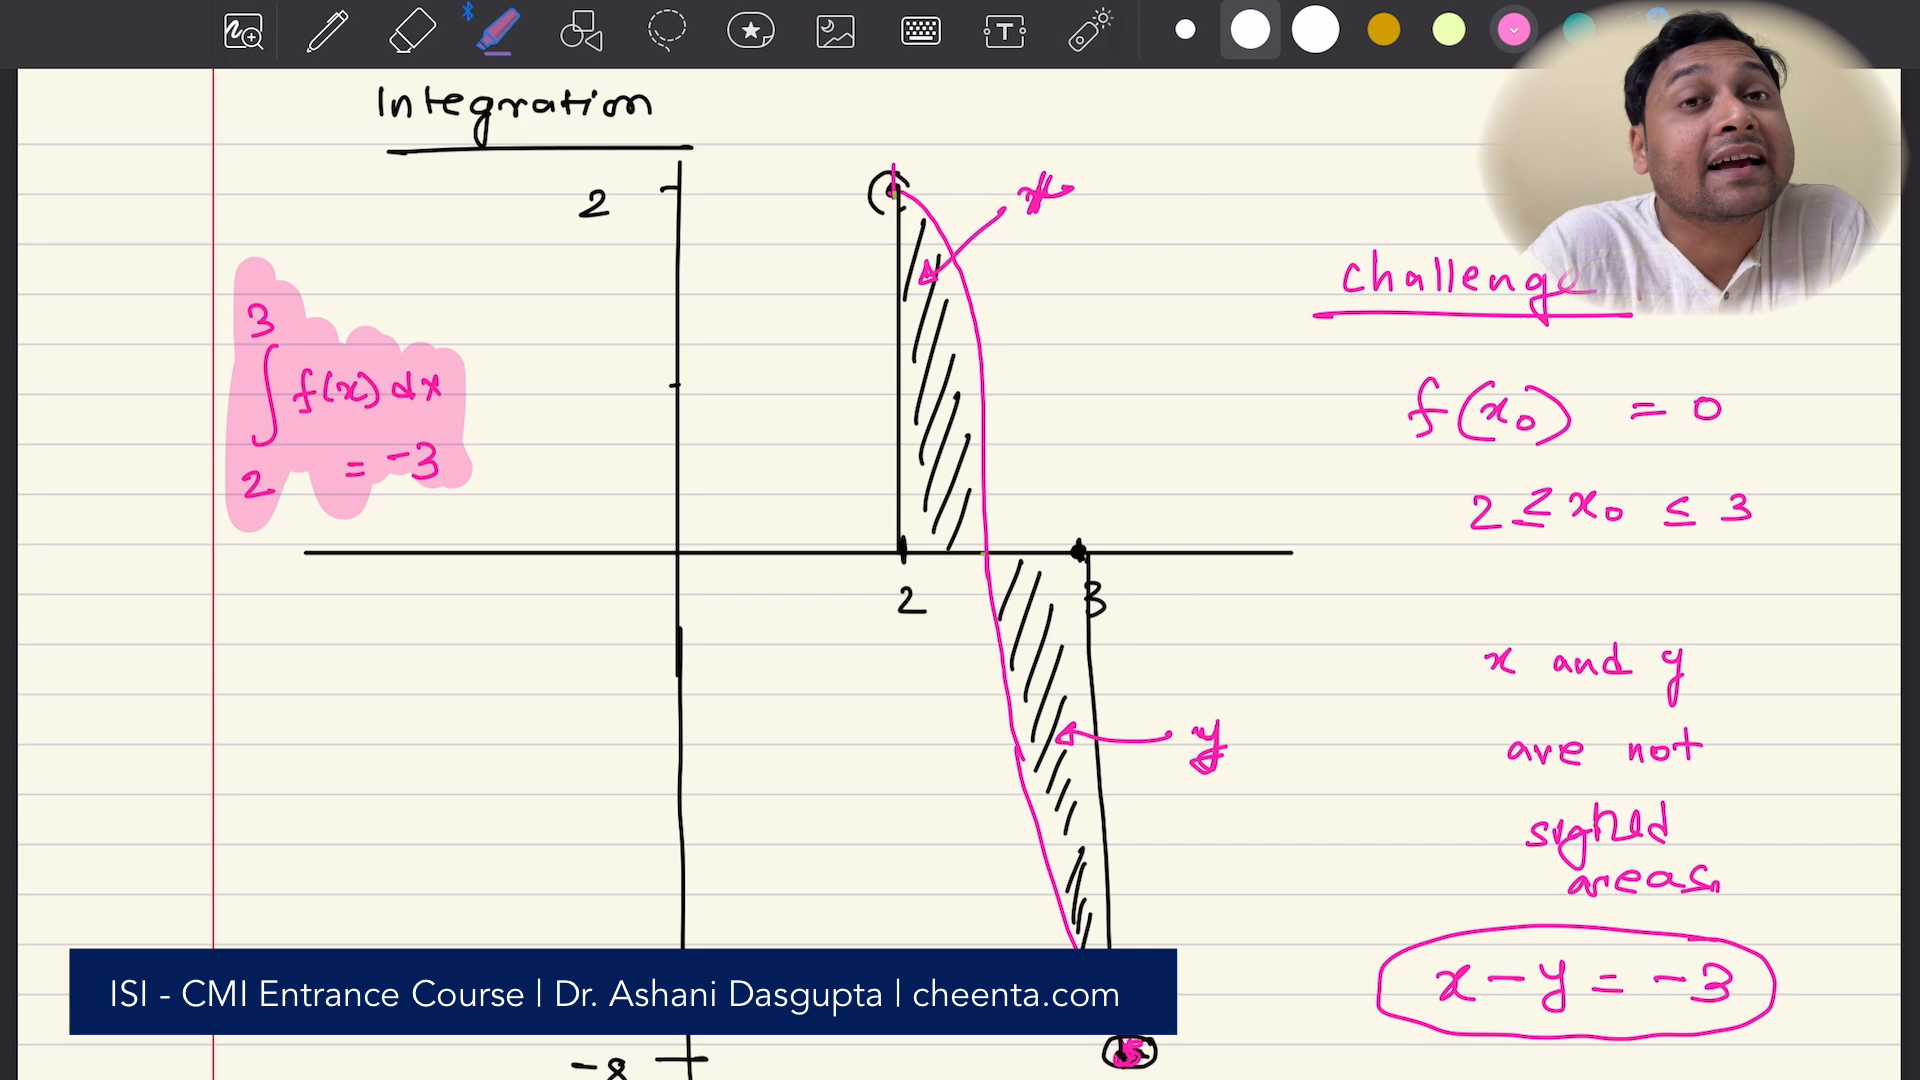 Integration
2
x
3
∫ f(x) dx
2 = -3
Challenge
f(x₀) = 0
2 ≤ x₀ ≤ 3
2
3
x and y
are not
signed
areas
y
x - y = -3
ISI - CMI Entrance Course | Dr. Ashani Dasgupta | cheenta.com
-8
T